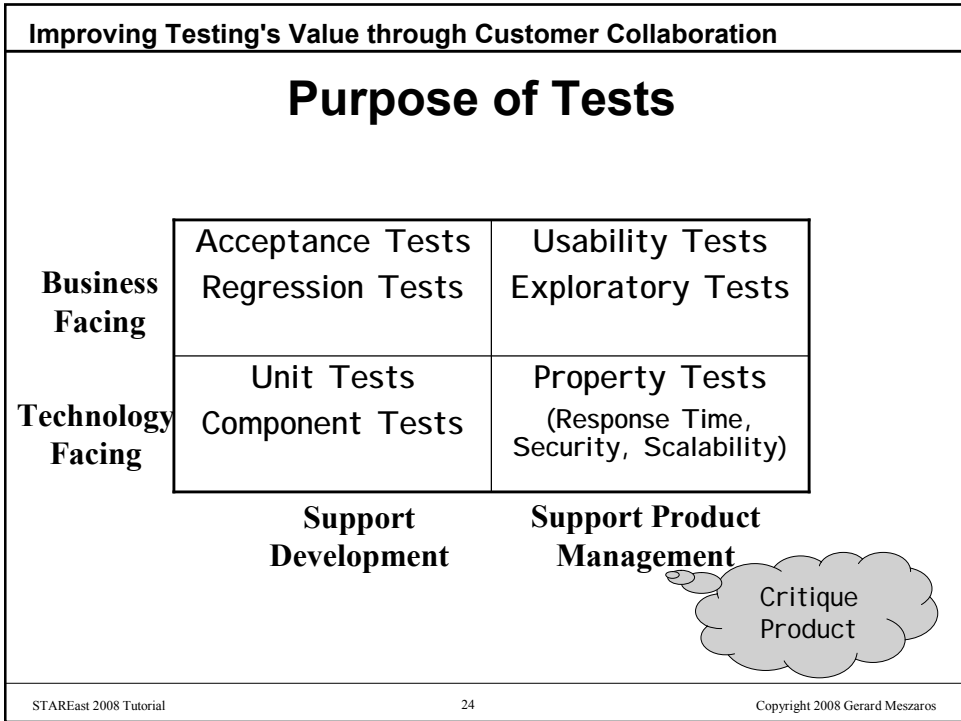 Improving Testing's Value through Customer Collaboration
Purpose of Tests
Business
Facing
Acceptance Tests
Regression Tests
Usability Tests
Exploratory Tests
Technology
Facing
Unit Tests
Component Tests
Property Tests
(Response Time,
Security, Scalability)
Support
Development
Support Product
Management
Critique
Product
STAREast 2008 Tutorial
24
Copyright 2008 Gerard Meszaros